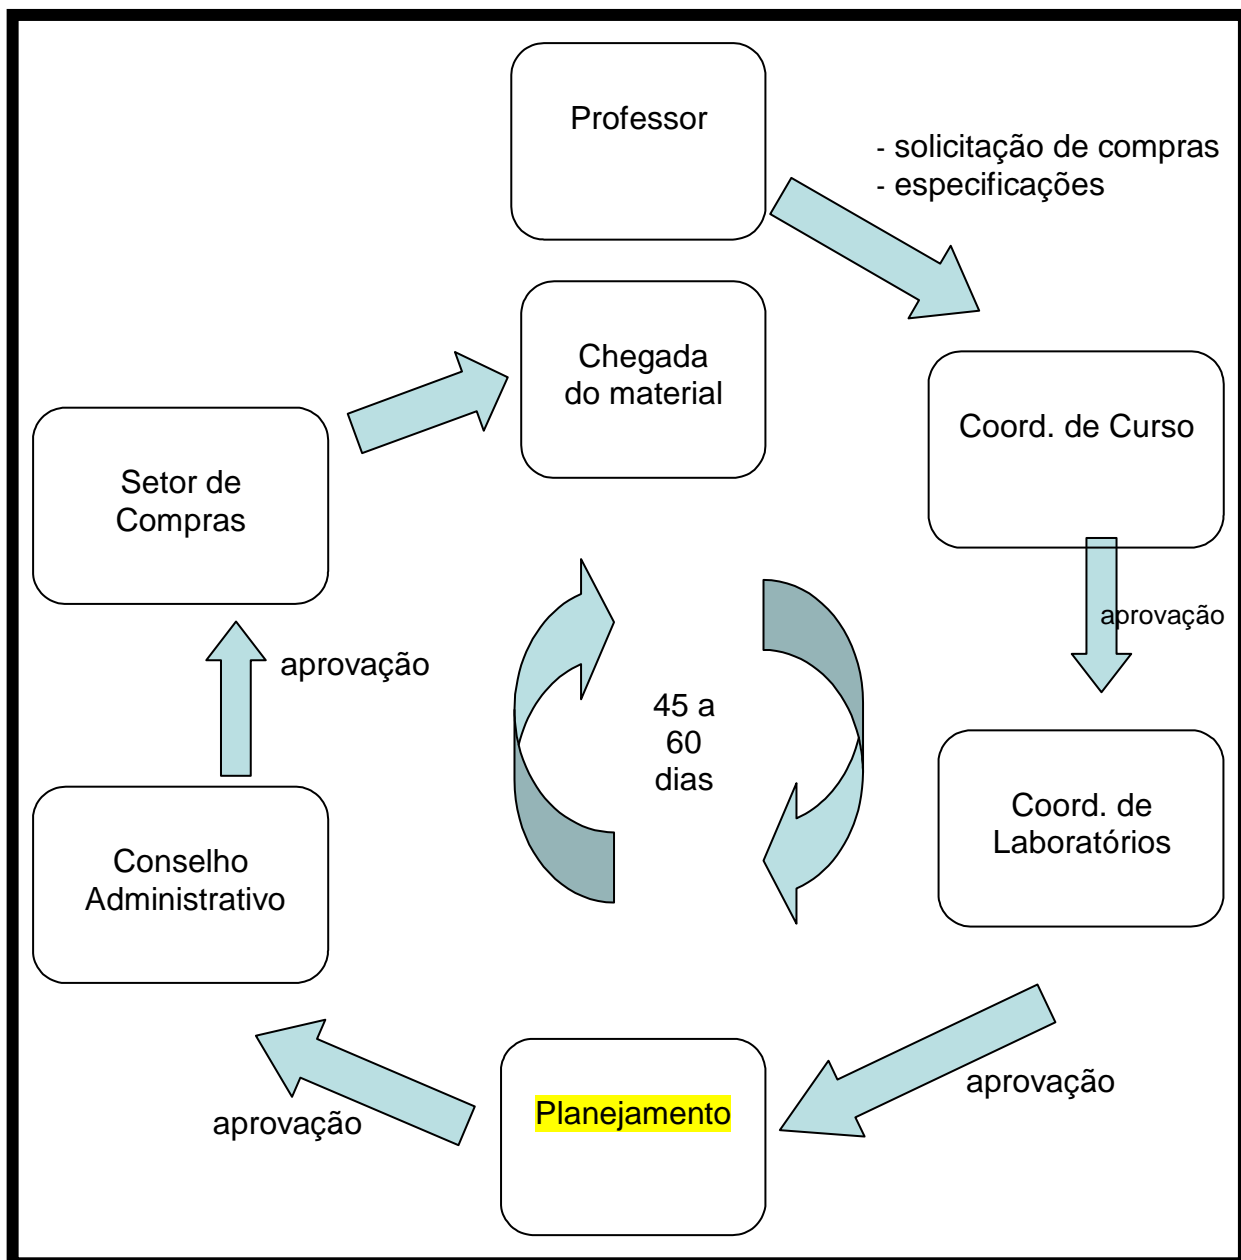 Professor
- solicitação de compras
- especificações
Chegada
do material
Coord. de Curso
Setor de
Compras
aprovação
aprovação
45 a
60
dias
Coord. de
Laboratórios
Conselho
Administrativo
aprovação
Planejamento
aprovação